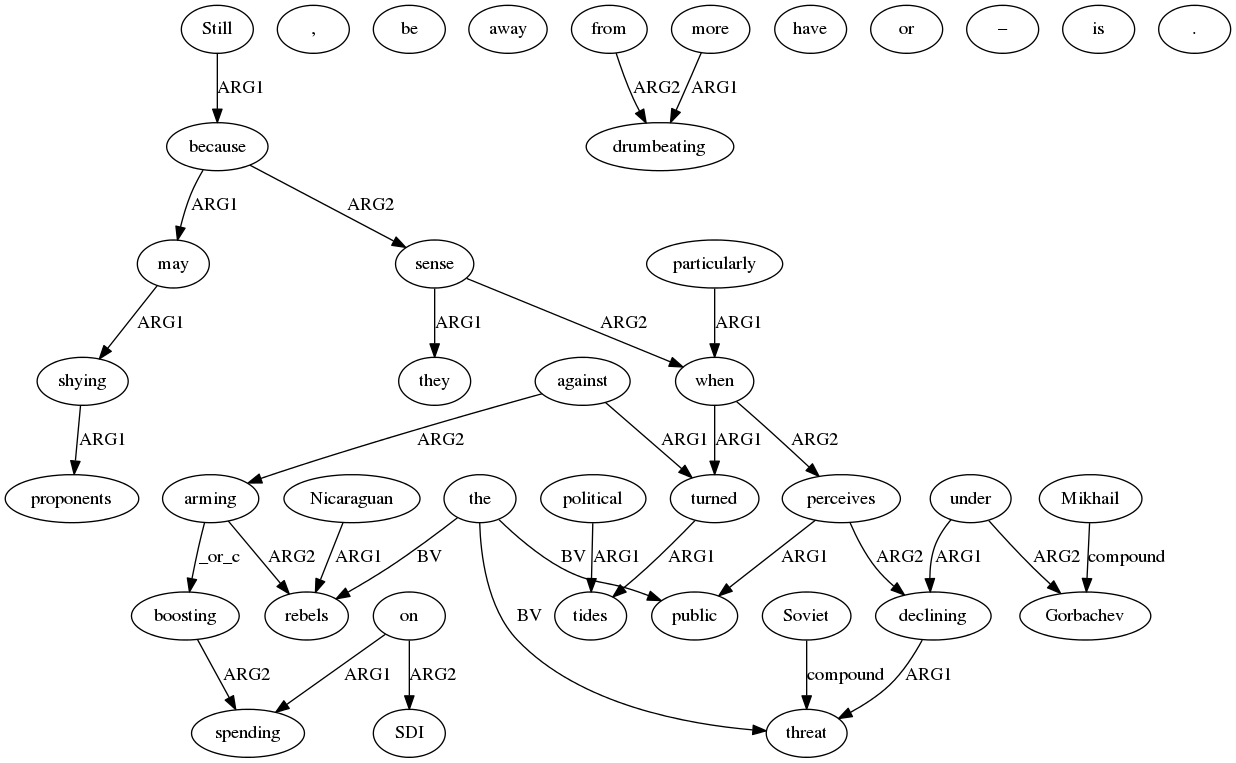 Still , be away from more have or – is .
ARG1 ARG2 ARG1
because drumbeating
ARG1 ARG2
may sense particularly
ARG1 ARG1 ARG2 ARG1
shying they against when
ARG1 ARG2 ARG1 ARG1 ARG2
proponents arming Nicaraguan the political turned perceives under Mikhail
_or_c ARG2 ARG1 BV BV ARG1 ARG1 ARG1 ARG2 ARG1 ARG2 compound
boosting rebels on tides public Soviet declining Gorbachev
BV
ARG2 ARG1 ARG2 compound ARG1
spending SDI threat